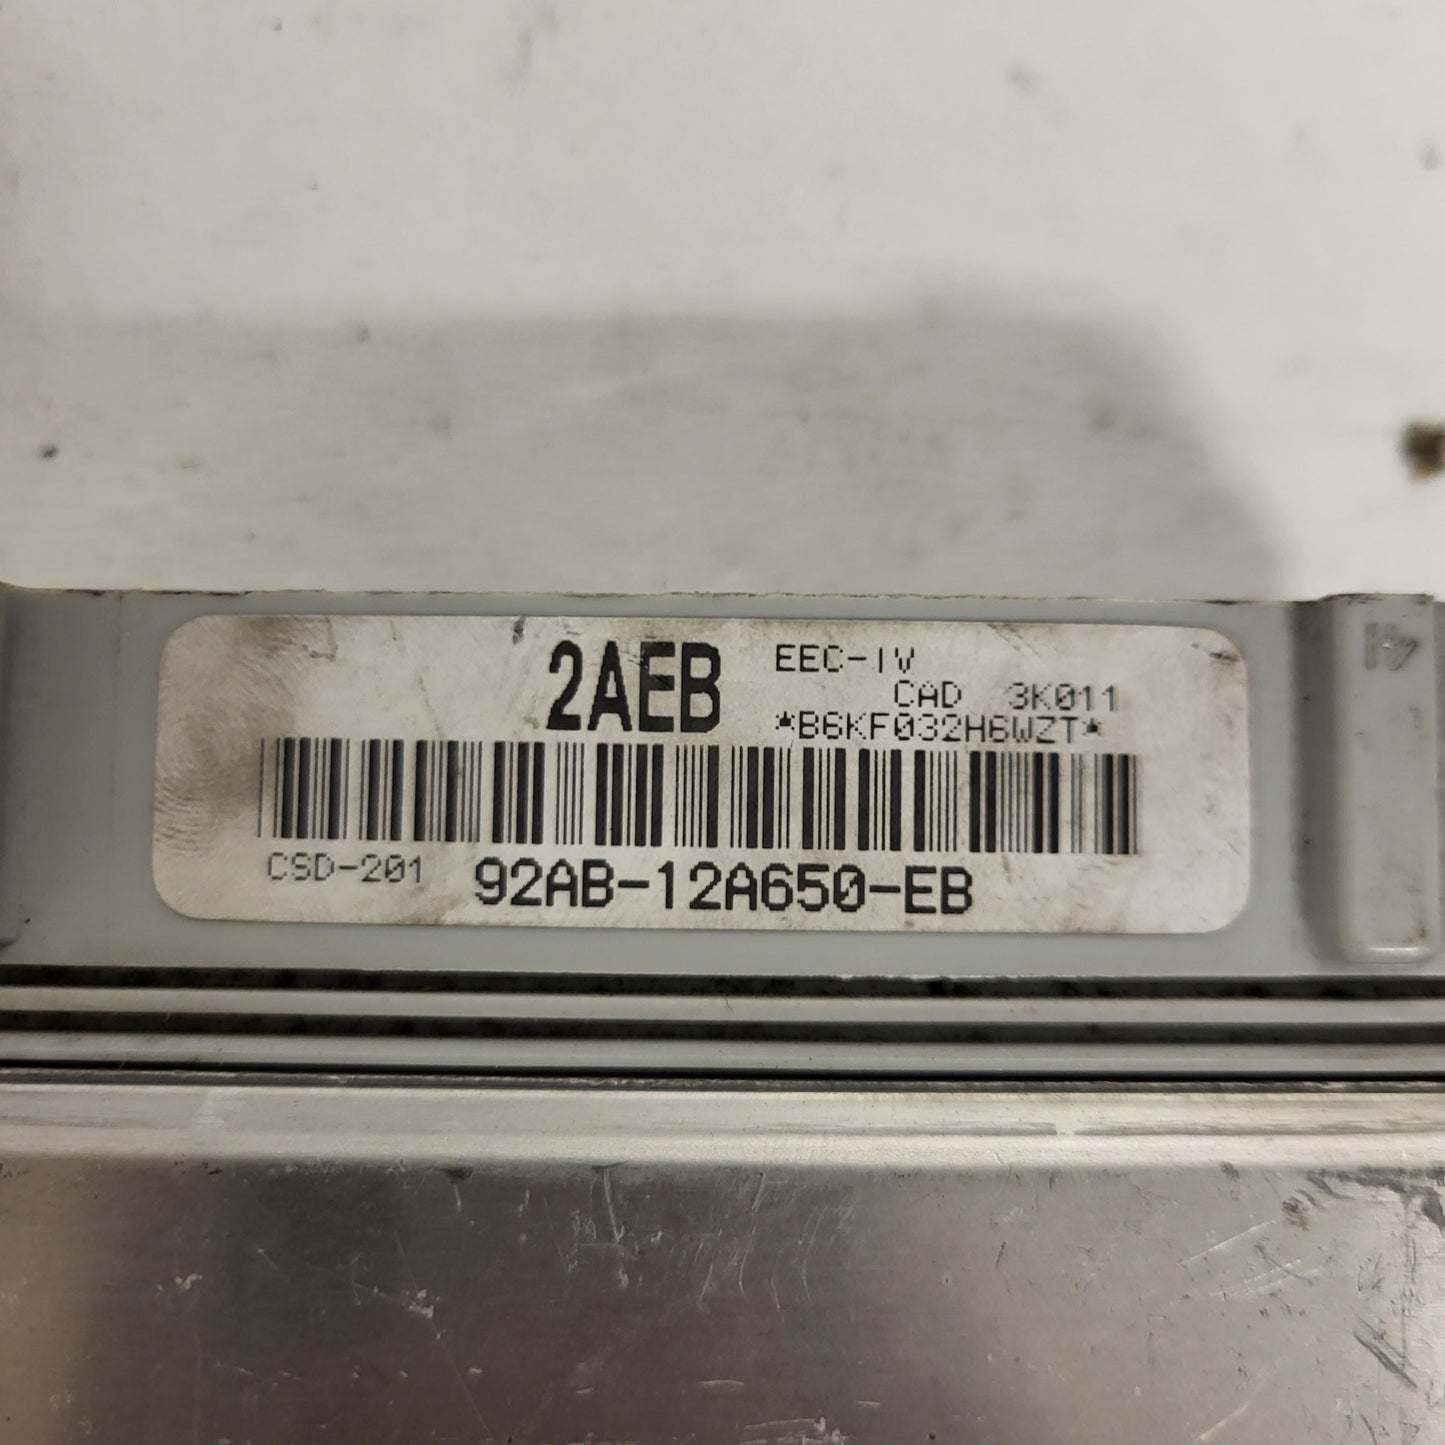 2AEB
EEC-IV
CAD 3K011
*B6KF032H6WZT*
CSD-201
92AB-12A650-EB